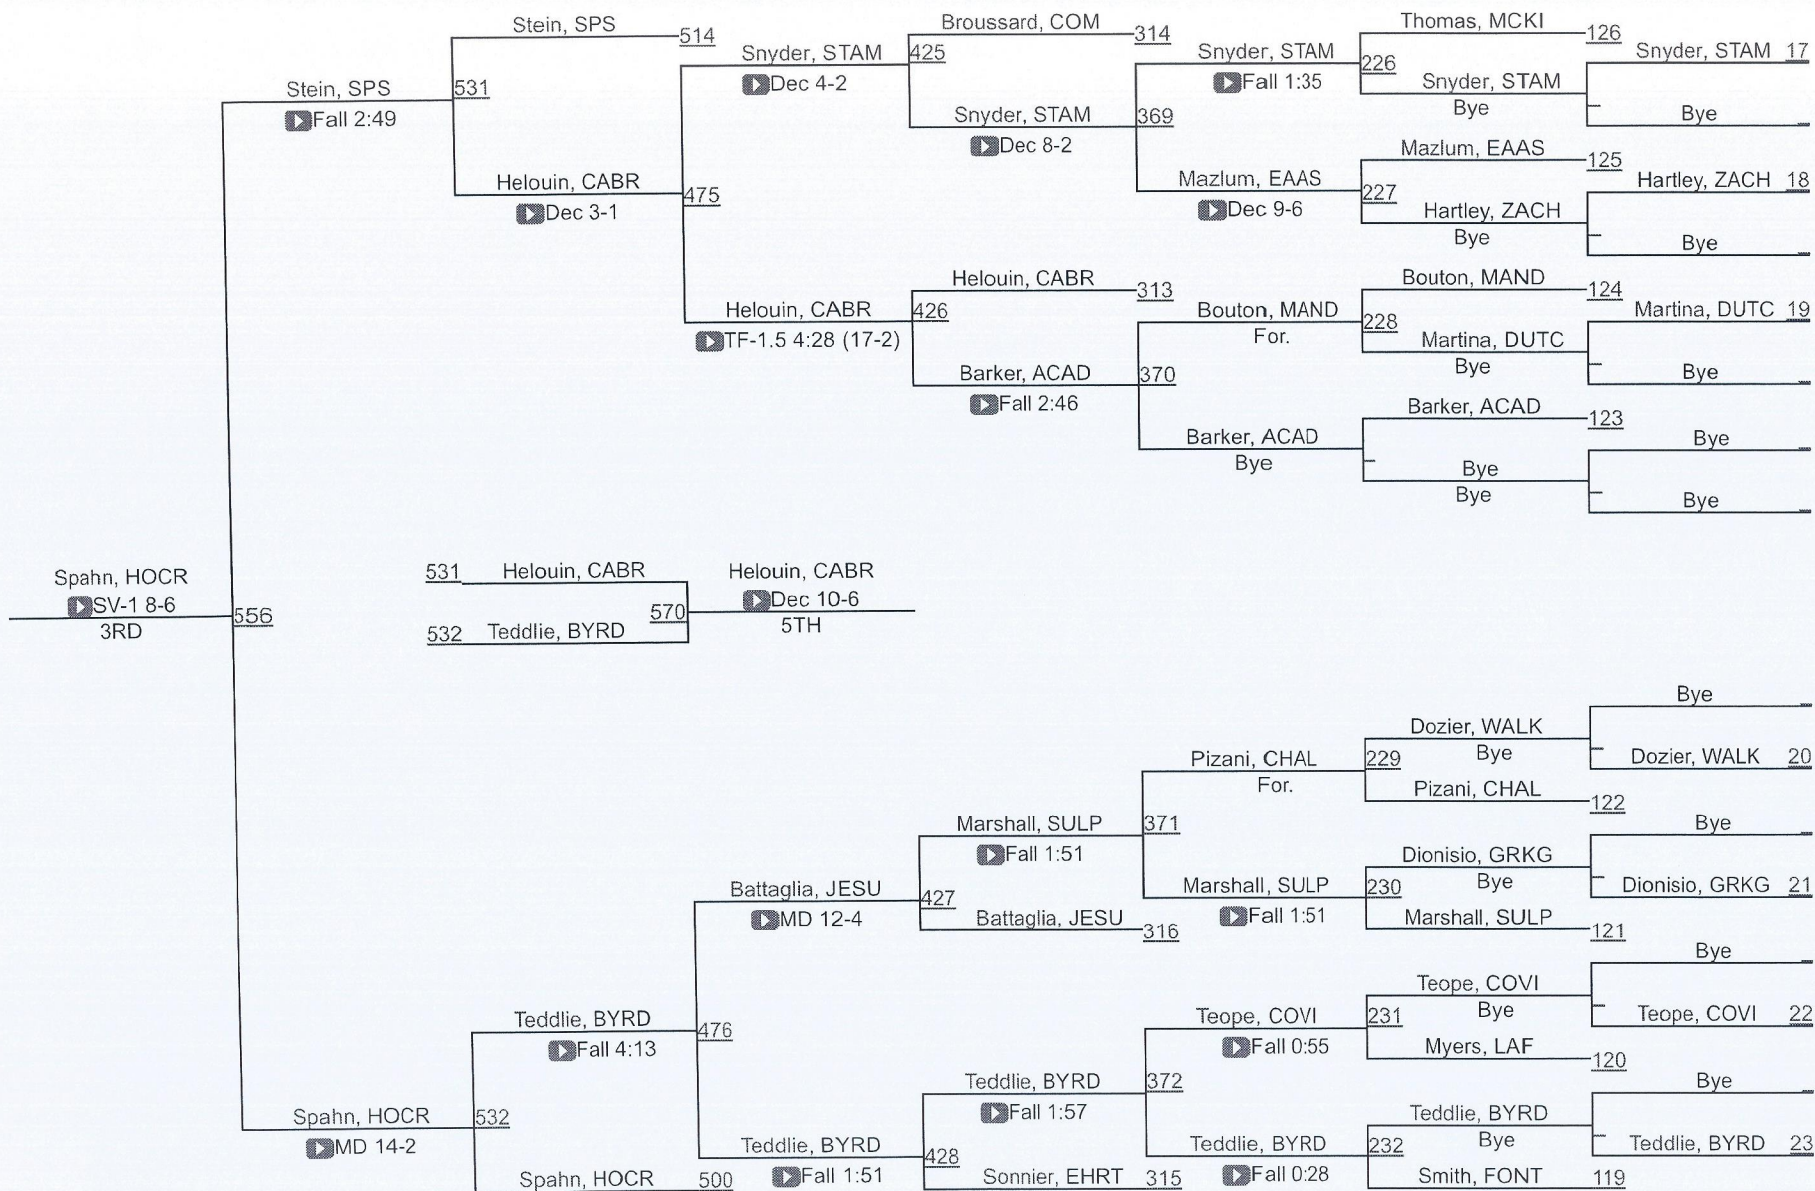 Stein, SPS
514
Broussard, COM
314
Thomas, MCKI
126
Snyder, STAM 17
Snyder, STAM
425
Dec 4-2
Snyder, STAM
226
Fall 1:35
Snyder, STAM
Bye
Bye
Stein, SPS
531
Fall 2:49
Snyder, STAM
369
Dec 8-2
Mazlum, EAAS
125
Hartley, ZACH 18
Helouin, CABR
475
Dec 3-1
Mazlum, EAAS
227
Dec 9-6
Hartley, ZACH
Bye
Bye
Helouin, CABR
313
Bouton, MAND
124
Martina, DUTC 19
Helouin, CABR
426
TF-1.5 4:28 (17-2)
Bouton, MAND
228
For.
Martina, DUTC
Bye
Bye
Barker, ACAD
370
Fall 2:46
Barker, ACAD
123
Bye
Barker, ACAD
Bye
Bye
Bye
Bye
Spahn, HOCR
SV-1 8-6
556
3RD
531 Helouin, CABR
570
532 Teddlie, BYRD
Helouin, CABR
Dec 10-6
5TH
Bye
Dozier, WALK
Bye
Dozier, WALK 20
Pizani, CHAL
229
For.
Pizani, CHAL
122
Bye
Marshall, SULP
371
Fall 1:51
Dionisio, GRKG
Bye
Dionisio, GRKG 21
Battaglia, JESU
427
MD 12-4
Marshall, SULP
230
Fall 1:51
Battaglia, JESU
316
Marshall, SULP
121
Bye
Teddlie, BYRD
476
Fall 4:13
Teope, COVI
231
Fall 0:55
Teope, COVI
Bye
Teope, COVI 22
Myers, LAF
120
Bye
Teddlie, BYRD
372
Fall 1:57
Spahn, HOCR
532
MD 14-2
Teddlie, BYRD
428
Fall 1:51
Teddlie, BYRD
232
Fall 0:28
Teddlie, BYRD
Bye
Teddlie, BYRD 23
Spahn, HOCR 500
Sonnier, EHRT 315
Smith, FONT 119